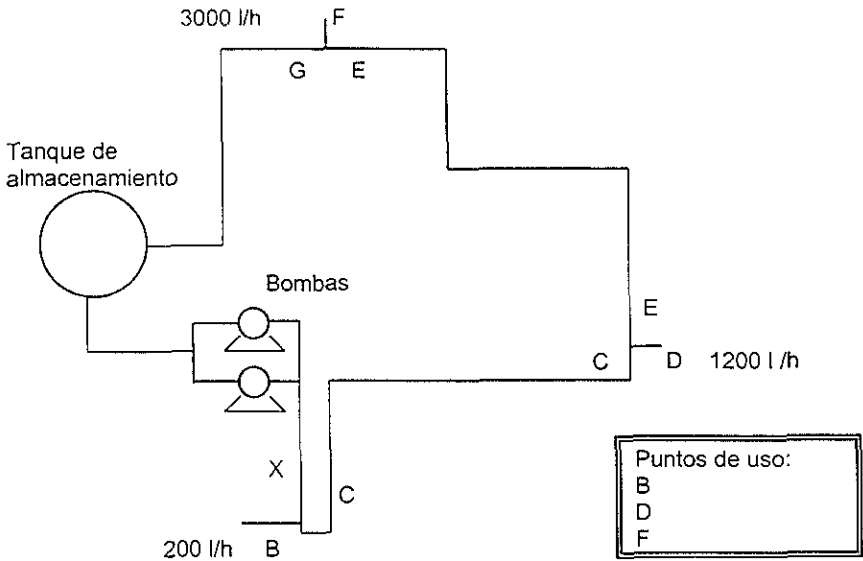 3000 l/h
F
G
E
Tanque de
almacenamiento
Bombas
E
C
D
1200 l /h
X
C
200 l/h
B
Puntos de uso:
B
D
F